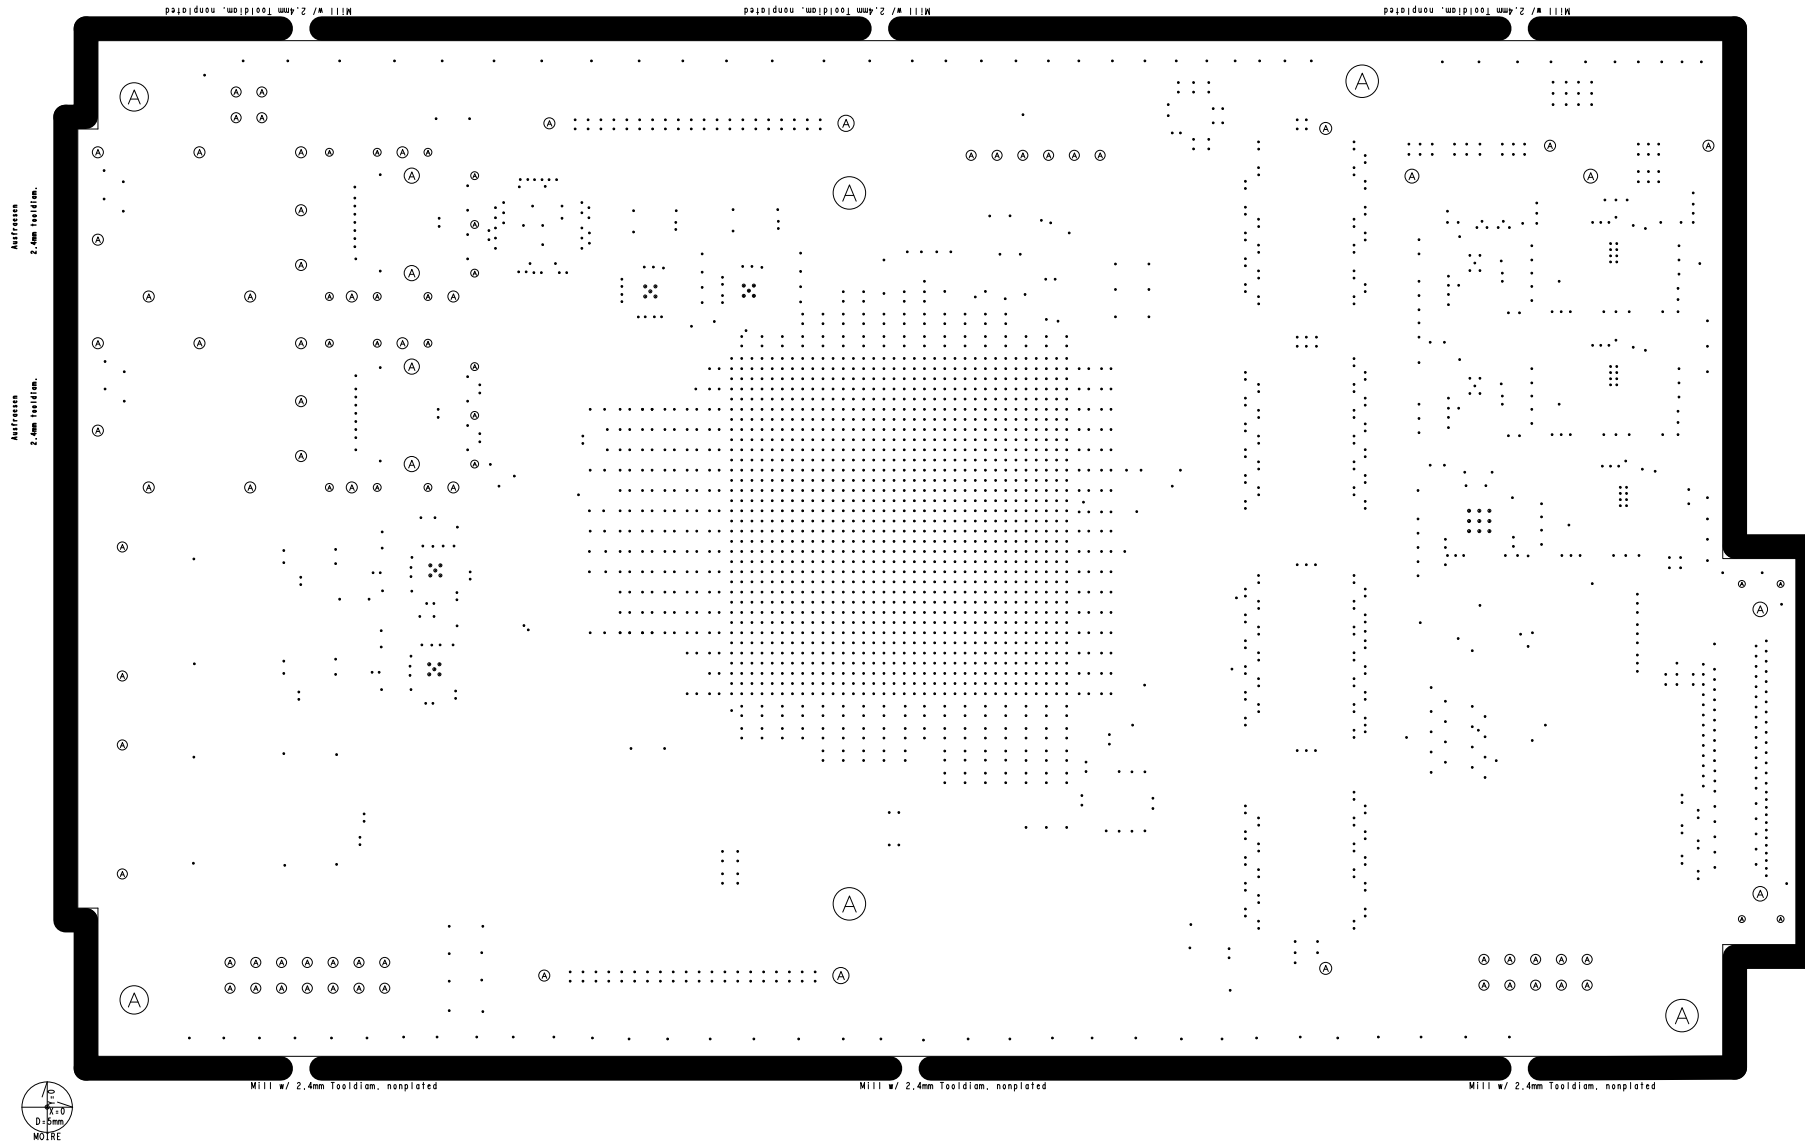 Mill w/ 2,4mm Tooldiam, nonplated
Mill w/ 2,4mm Tooldiam, nonplated
Mill w/ 2,4mm Tooldiam, nonplated
Ausfraesen
2.4mm tooldiam.
Ausfraesen
2.4mm tooldiam.
Mill w/ 2,4mm Tooldiam, nonplated
Mill w/ 2,4mm Tooldiam, nonplated
Mill w/ 2,4mm Tooldiam, nonplated
Y=0
X=0
D=5mm
MOIRE